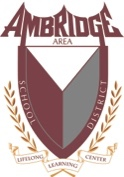 AMBRIDGE
AREA
SCHOOL
DISTRICT
LIFELONG
LEARNING
CENTER